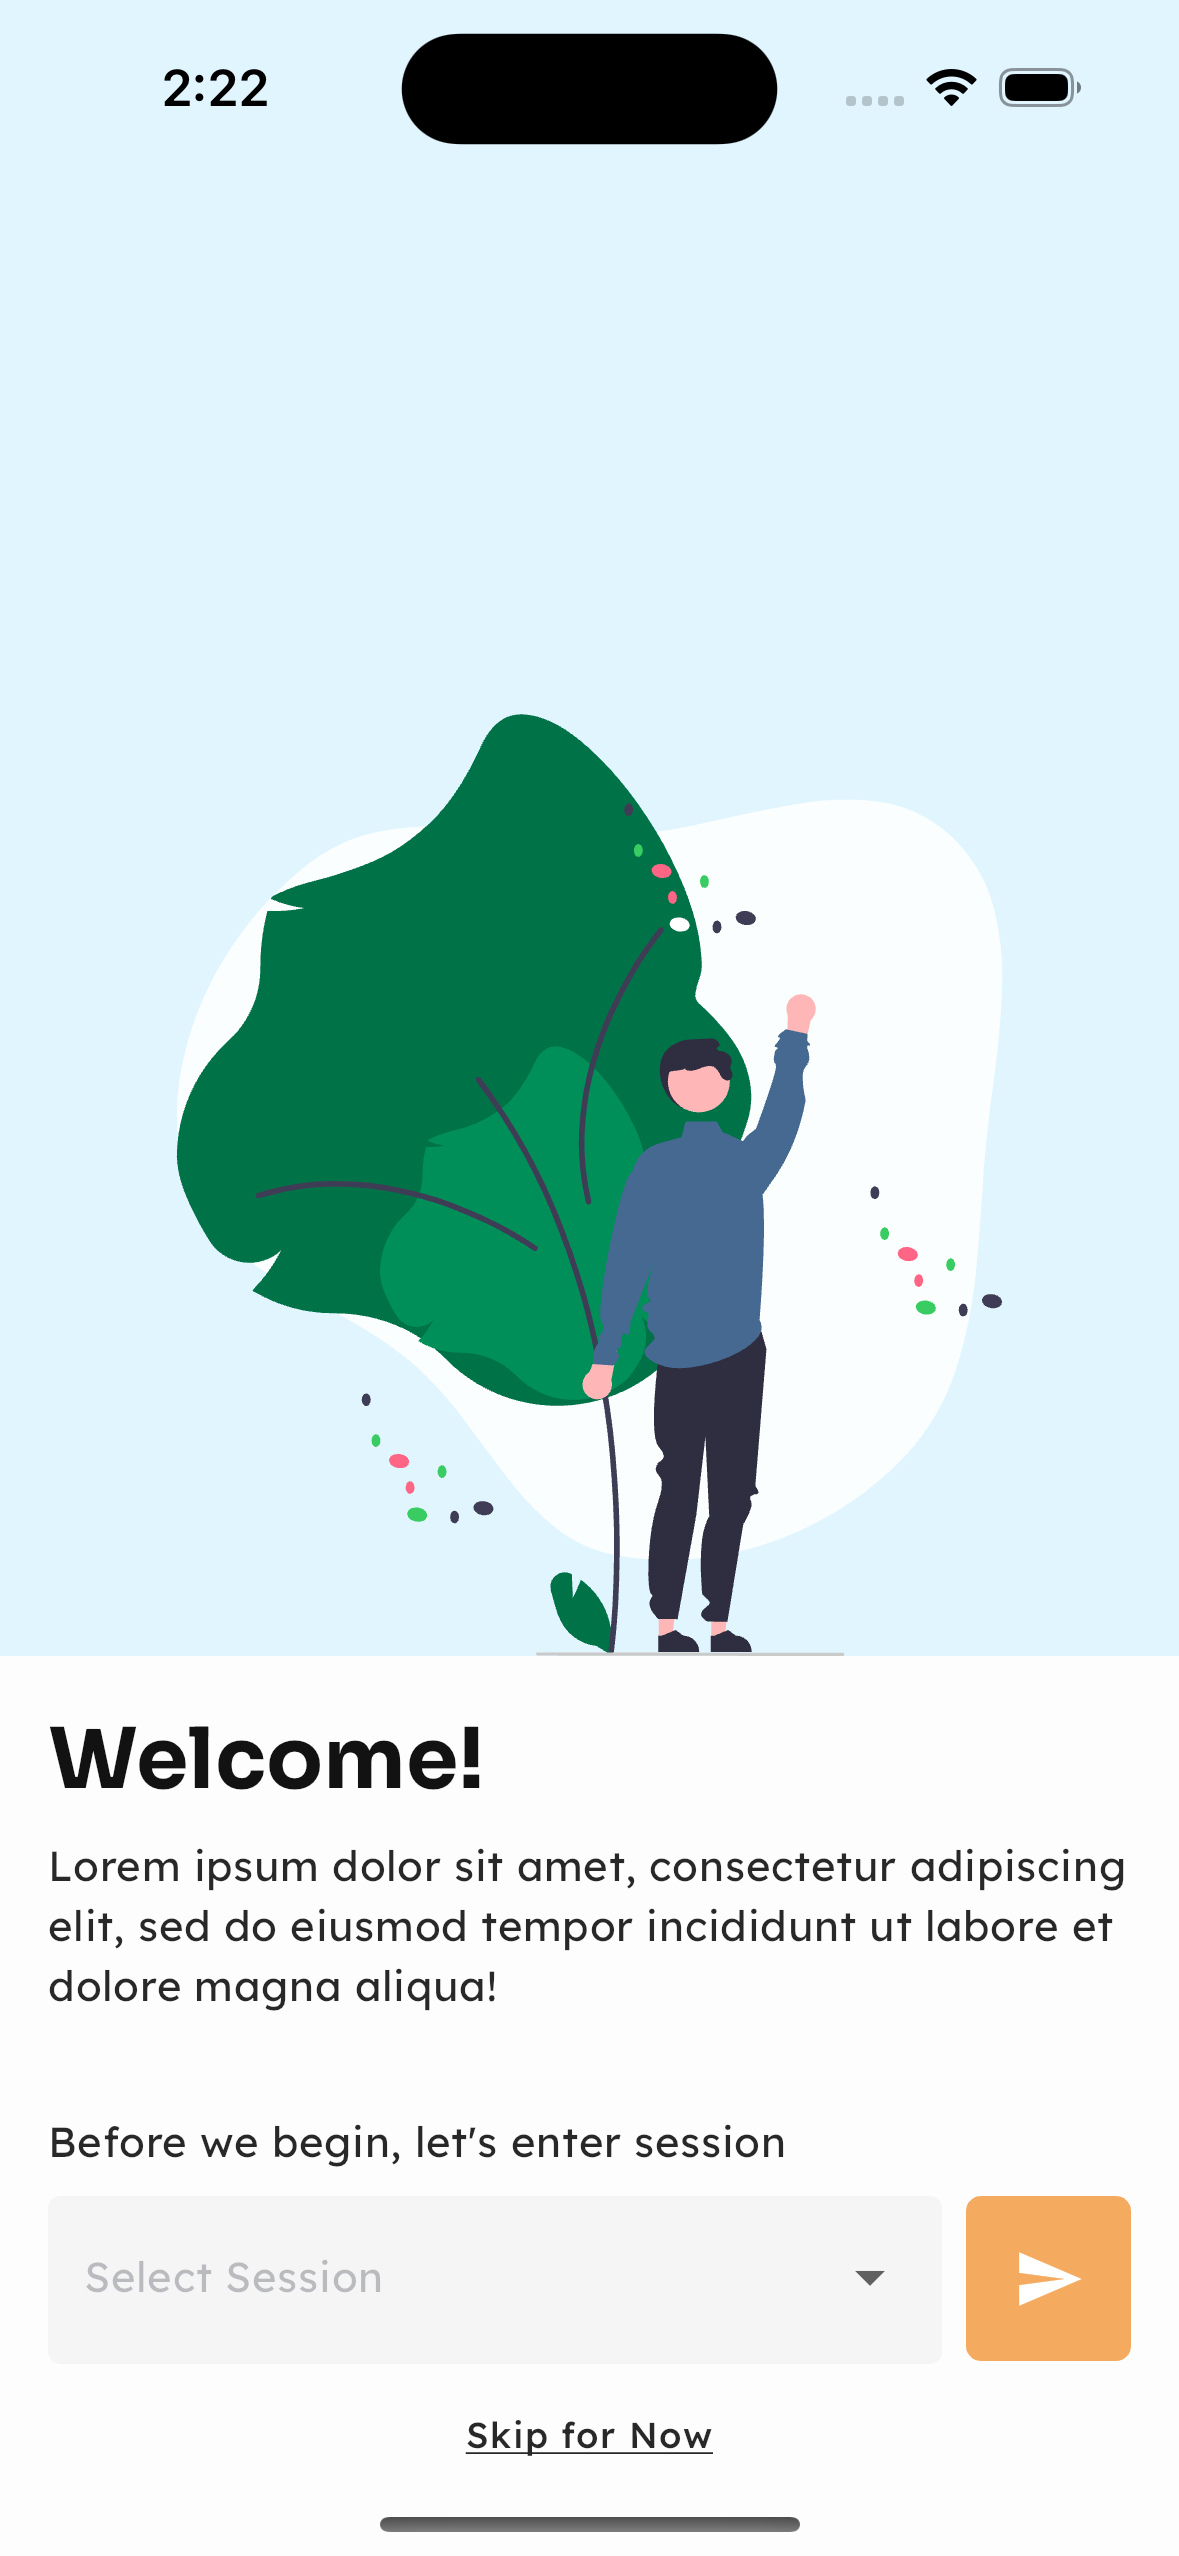 2:22
Welcome!
Lorem ipsum dolor sit amet, consectetur adipiscing
elit, sed do eiusmod tempor incididunt ut labore et
dolore magna aliqua!
Before we begin, let's enter session
Select Session
Skip for Now